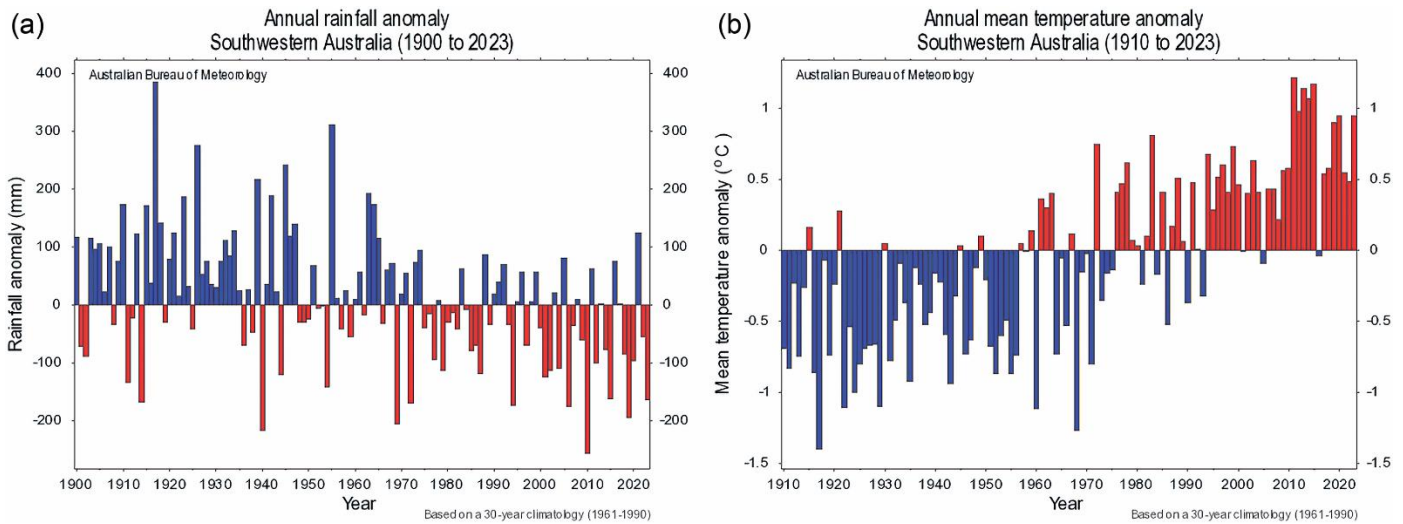 (a)
Annual rainfall anomaly
Southwestern Australia (1900 to 2023)
Australian Bureau of Meteorology
Rainfall anomaly (mm)
400
300
200
100
0
-100
-200
400
300
200
100
0
-100
-200
1900 1910 1920 1930 1940 1950 1960 1970 1980 1990 2000 2010 2020
Year
Based on a 30-year climatology (1961-1990)
(b)
Annual mean temperature anomaly
Southwestern Australia (1910 to 2023)
Australian Bureau of Meteorology
Mean temperature anomaly (°C)
1
0.5
0
-0.5
-1
-1.5
1
0.5
0
-0.5
-1
-1.5
1910 1920 1930 1940 1950 1960 1970 1980 1990 2000 2010 2020
Year
Based on a 30-year climatology (1961-1990)